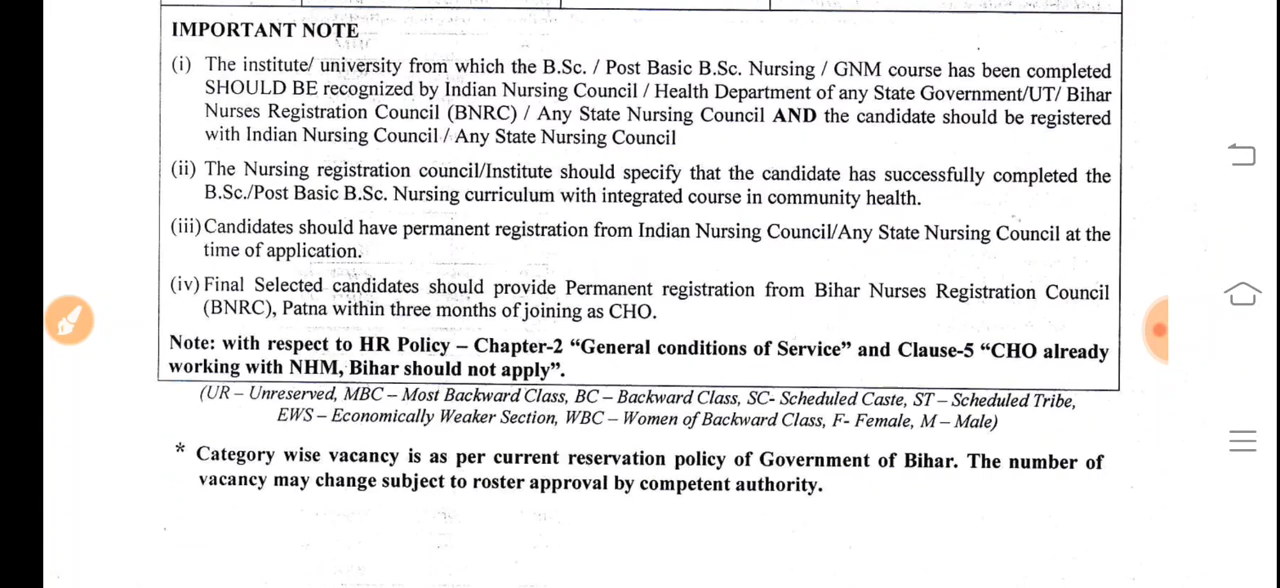 IMPORTANT NOTE
(i) The institute/ university from which the B.Sc. / Post Basic B.Sc. Nursing / GNM course has been completed
SHOULD BE recognized by Indian Nursing Council / Health Department of any State Government/UT/ Bihar
Nurses Registration Council (BNRC) / Any State Nursing Council AND the candidate should be registered
with Indian Nursing Council / Any State Nursing Council
(ii) The Nursing registration council/Institute should specify that the candidate has successfully completed the
B.Sc./Post Basic B.Sc. Nursing curriculum with integrated course in community health.
(iii) Candidates should have permanent registration from Indian Nursing Council/Any State Nursing Council at the
time of application.
(iv) Final Selected candidates should provide Permanent registration from Bihar Nurses Registration Council
(BNRC), Patna within three months of joining as CHO.
Note: with respect to HR Policy – Chapter-2 “General conditions of Service” and Clause-5 “CHO already
working with NHM, Bihar should not apply”.
(UR – Unreserved, MBC – Most Backward Class, BC – Backward Class, SC- Scheduled Caste, ST – Scheduled Tribe,
EWS – Economically Weaker Section, WBC – Women of Backward Class, F- Female, M – Male)
* Category wise vacancy is as per current reservation policy of Government of Bihar. The number of
vacancy may change subject to roster approval by competent authority.